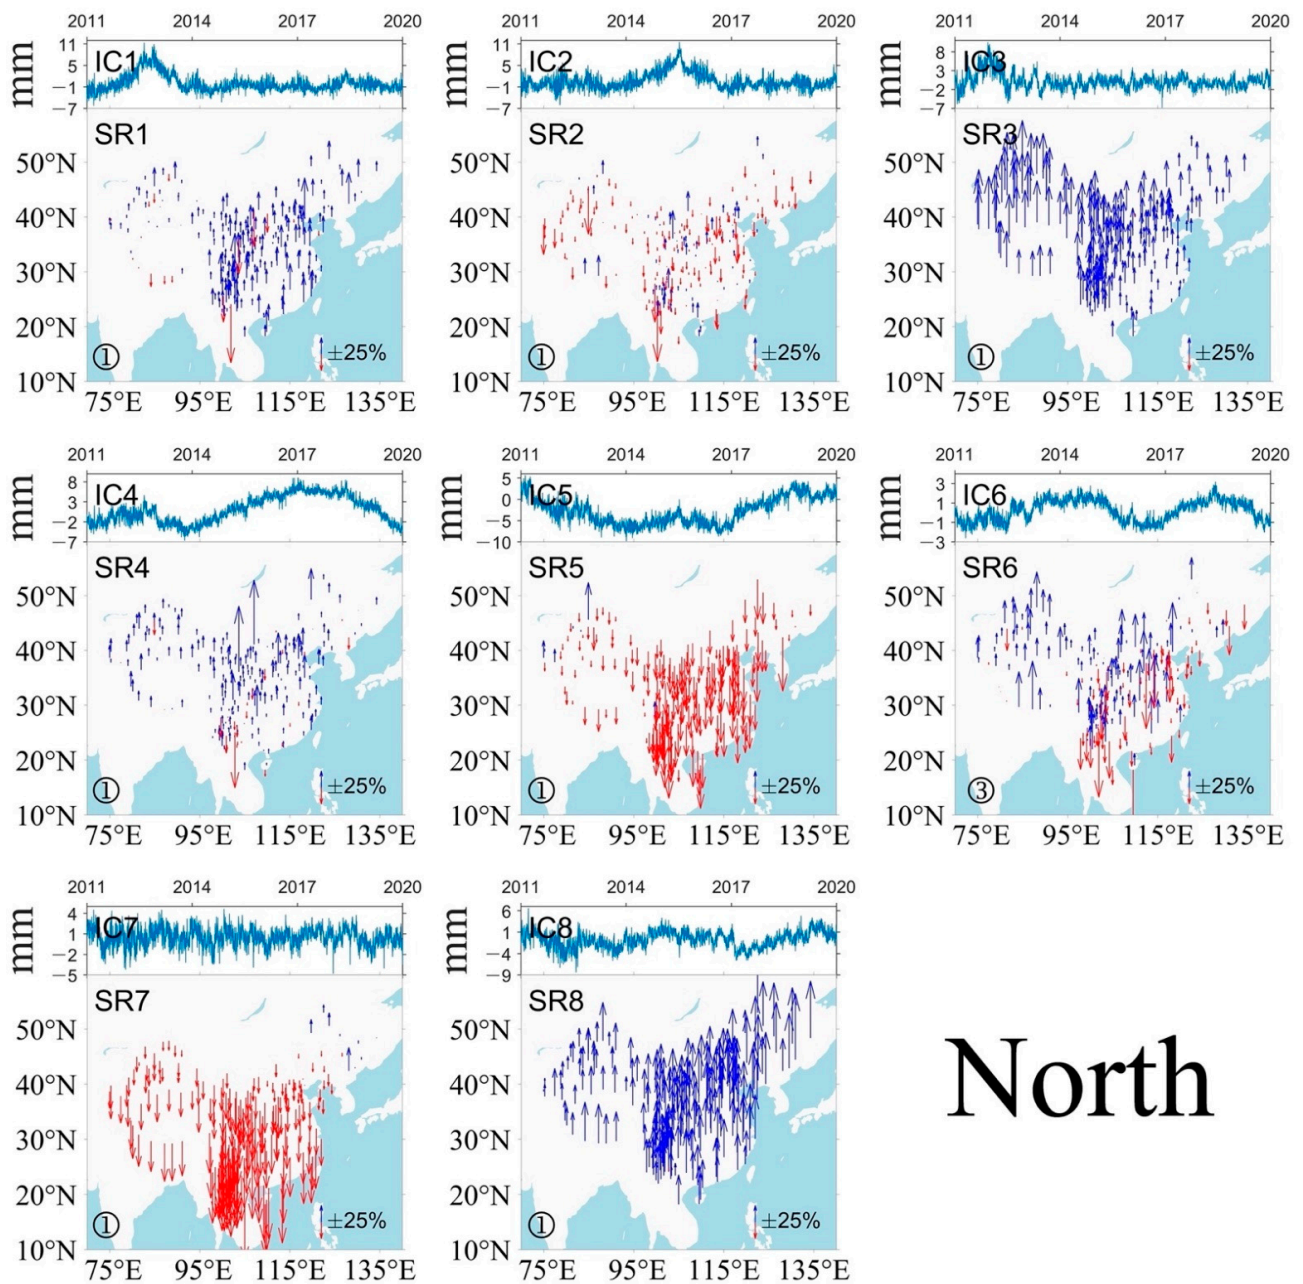 2011 2014 2017 2020 2011 2014 2017 2020 2011 2014 2017 2020
mm 11 5 −1 −7 IC1 mm 11 5 −1 −7 IC2 mm 8 3 −2 −7 IC3
SR1 SR2 SR3
50°N 50°N 50°N
40°N 40°N 40°N
30°N 30°N 30°N
20°N 20°N 20°N
① ±25% ① ±25% ① ±25%
10°N 10°N 10°N
75°E 95°E 115°E 135°E 75°E 95°E 115°E 135°E 75°E 95°E 115°E 135°E
2011 2014 2017 2020 2011 2014 2017 2020 2011 2014 2017 2020
mm 8 3 −2 −7 IC4 mm 5 0 −5 −10 IC5 mm 3 1 −1 −3 IC6
SR4 SR5 SR6
50°N 50°N 50°N
40°N 40°N 40°N
30°N 30°N 30°N
20°N 20°N 20°N
① ±25% ① ±25% ③ ±25%
10°N 10°N 10°N
75°E 95°E 115°E 135°E 75°E 95°E 115°E 135°E 75°E 95°E 115°E 135°E
2011 2014 2017 2020 2011 2014 2017 2020
mm 4 1 −2 −5 IC7 mm 6 1 −4 −9 IC8
SR7 SR8
50°N 50°N
40°N 40°N
North
30°N 30°N
20°N 20°N
① ±25% ① ±25%
10°N 10°N
75°E 95°E 115°E 135°E 75°E 95°E 115°E 135°E